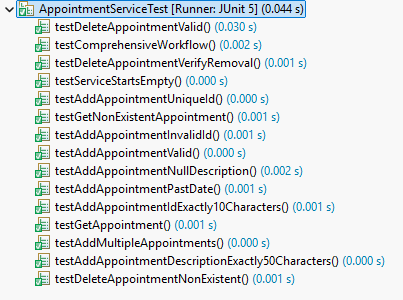 AppointmentServiceTest [Runner: JUnit 5] (0.044 s)
testDeleteAppointmentValid() (0.030 s)
testComprehensiveWorkflow() (0.002 s)
testDeleteAppointmentVerifyRemoval() (0.001 s)
testServiceStartsEmpty() (0.000 s)
testAddAppointmentUniqueId() (0.000 s)
testGetNonExistentAppointment() (0.001 s)
testAddAppointmentInvalidId() (0.001 s)
testAddAppointmentValid() (0.000 s)
testAddAppointmentNullDescription() (0.002 s)
testAddAppointmentPastDate() (0.001 s)
testAddAppointmentIdExactly10Characters() (0.001 s)
testGetAppointment() (0.001 s)
testAddMultipleAppointments() (0.000 s)
testAddAppointmentDescriptionExactly50Characters() (0.000 s)
testDeleteAppointmentNonExistent() (0.001 s)